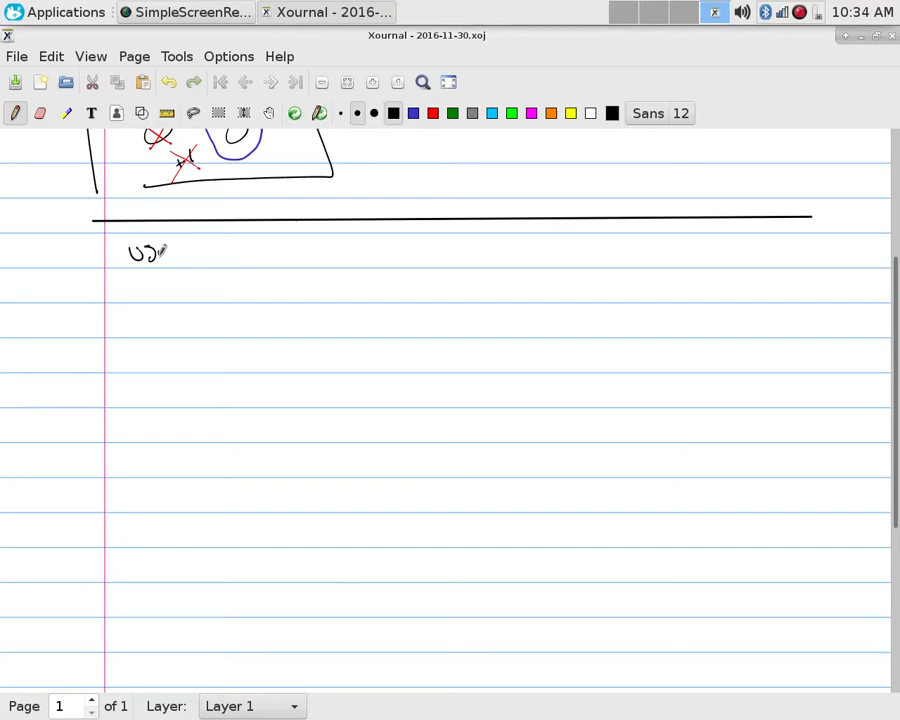 Applications SimpleScreenRe... Xournal - 2016-... 10:34 AM
Xournal - 2016-11-30.xoj
File Edit View Page Tools Options Help
T Sans 12
+1
Page 1 of 1 Layer: Layer 1